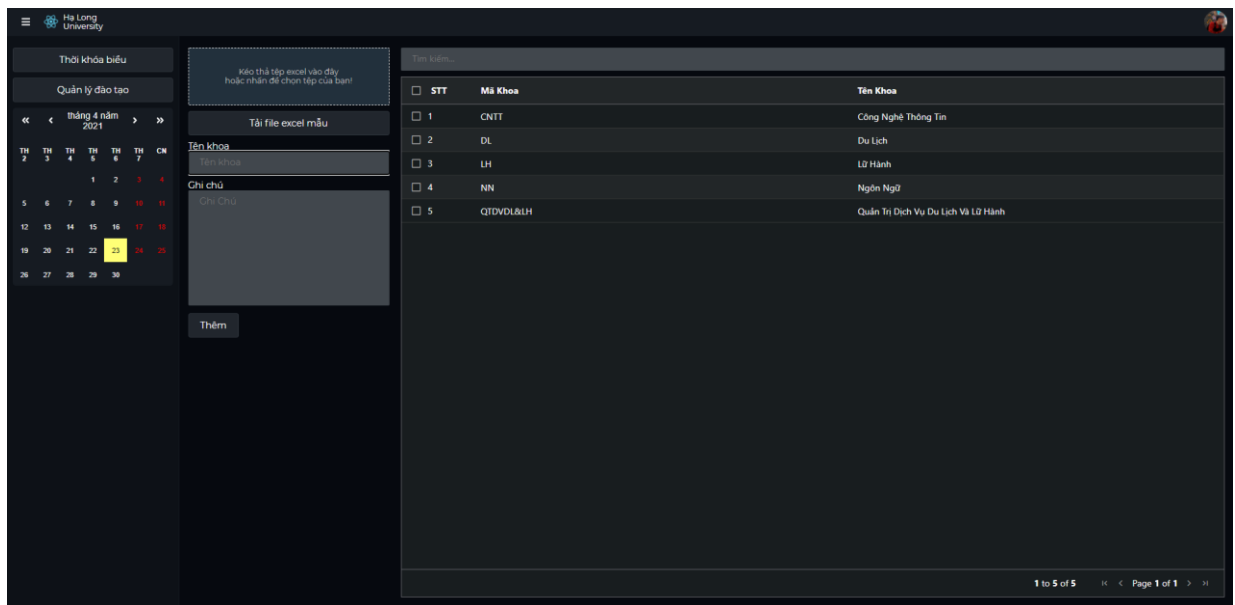 Hạ Long
University
Thời khóa biểu
Quản lý đào tạo
« ‹ tháng 4 năm 2021 › »
TH 2 TH 3 TH 4 TH 5 TH 6 TH 7 CN
1 2 3 4
5 6 7 8 9 10 11
12 13 14 15 16 17 18
19 20 21 22 23 24 25
26 27 28 29 30
Kéo thả tệp excel vào đây
hoặc nhấn để chọn tệp của bạn!
Tải file excel mẫu
Tên khoa
Tên khoa
Ghi chú
Ghi Chú
Thêm
Tìm kiếm...
STT Mã Khoa Tên Khoa
1 CNTT Công Nghệ Thông Tin
2 DL Du Lịch
3 LH Lữ Hành
4 NN Ngôn Ngữ
5 QTDVDL&LH Quản Trị Dịch Vụ Du Lịch Và Lữ Hành
1 to 5 of 5 Page 1 of 1